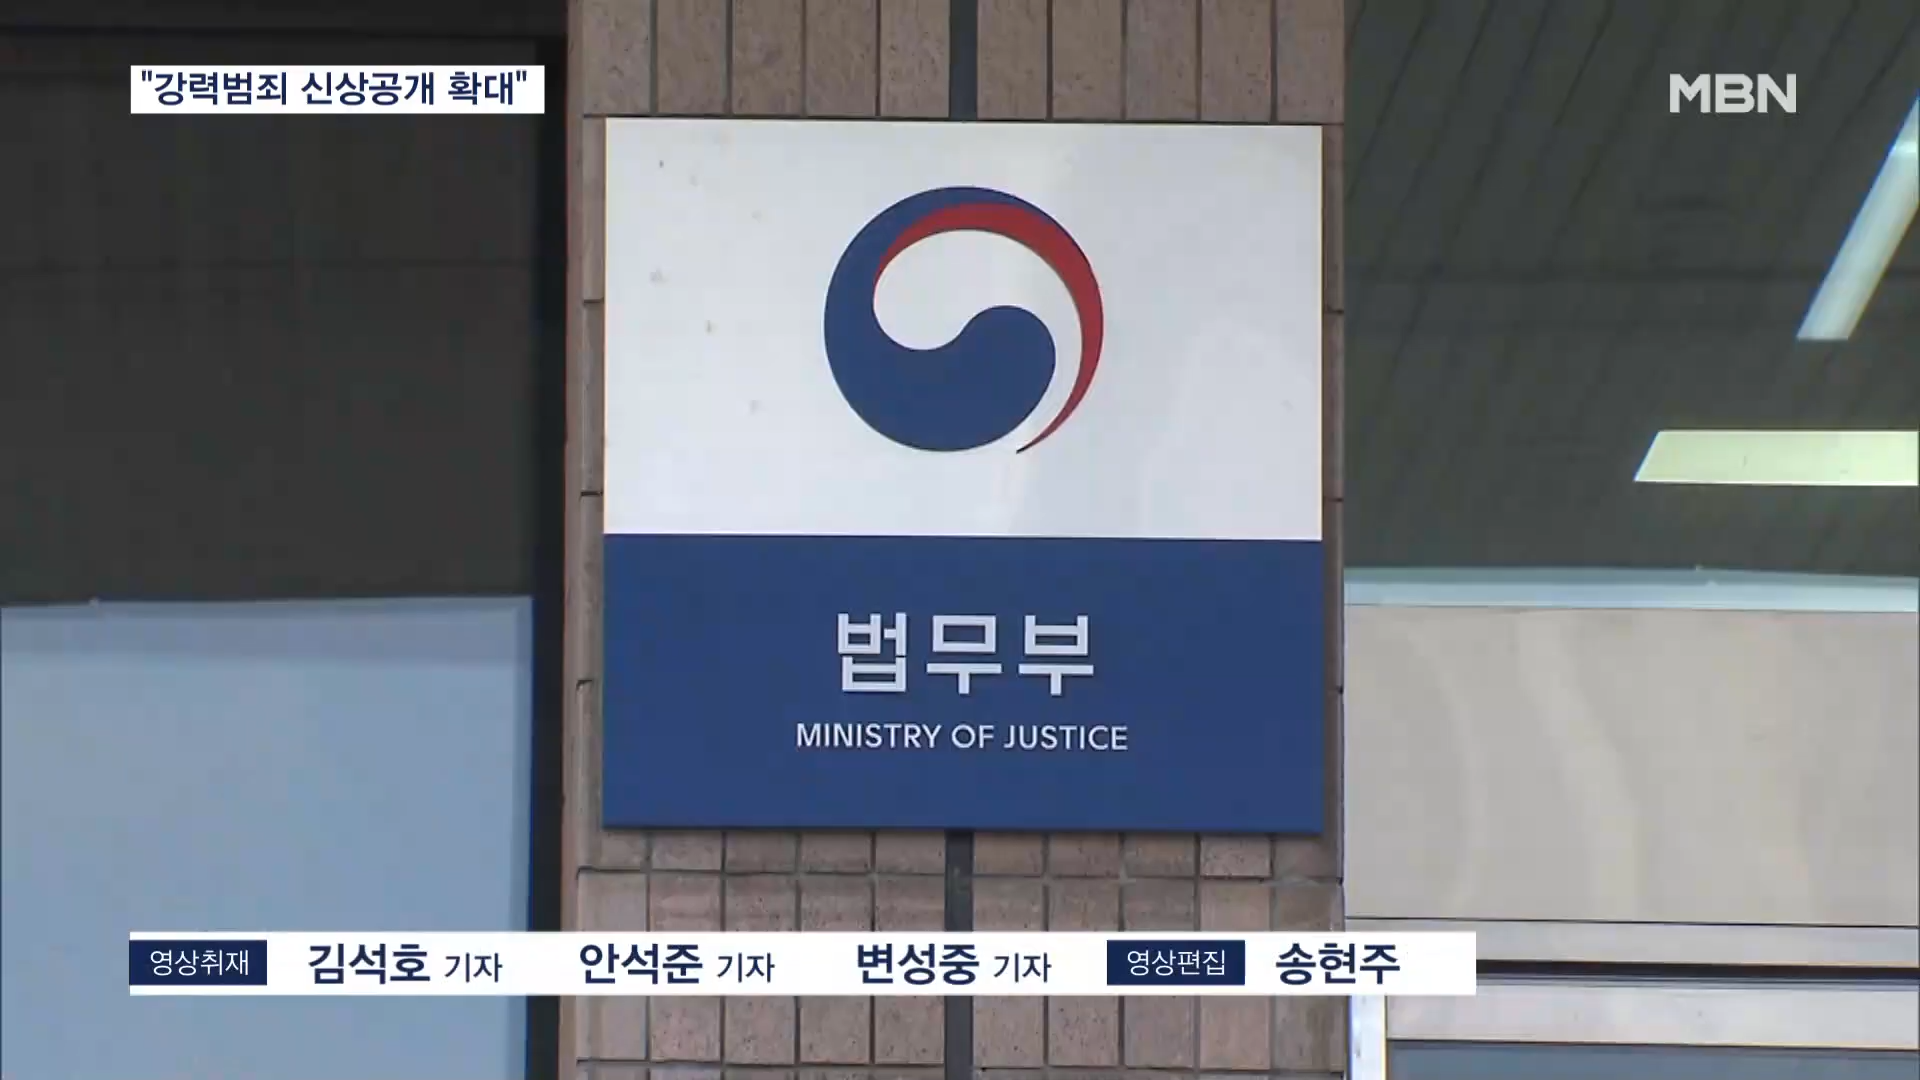 "강력범죄 신상공개 확대"
MBN
법무부
MINISTRY OF JUSTICE
영상취재 김석호 기자 안석준 기자 변성중 기자 영상편집 송현주